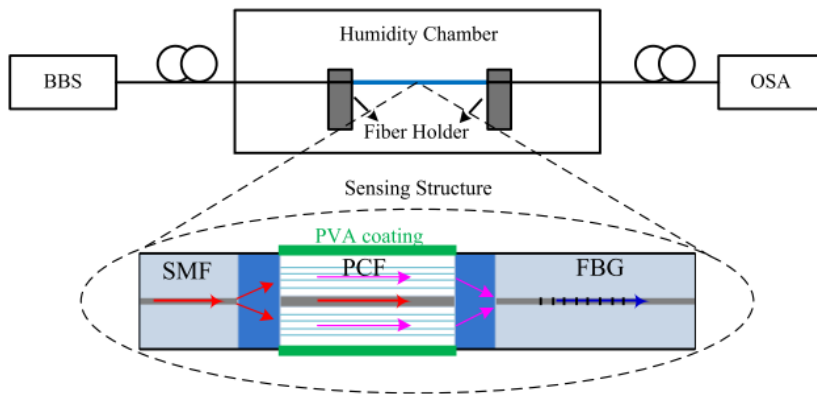 Humidity Chamber
BBS
OSA
Fiber Holder
Sensing Structure
PVA coating
SMF
PCF
FBG